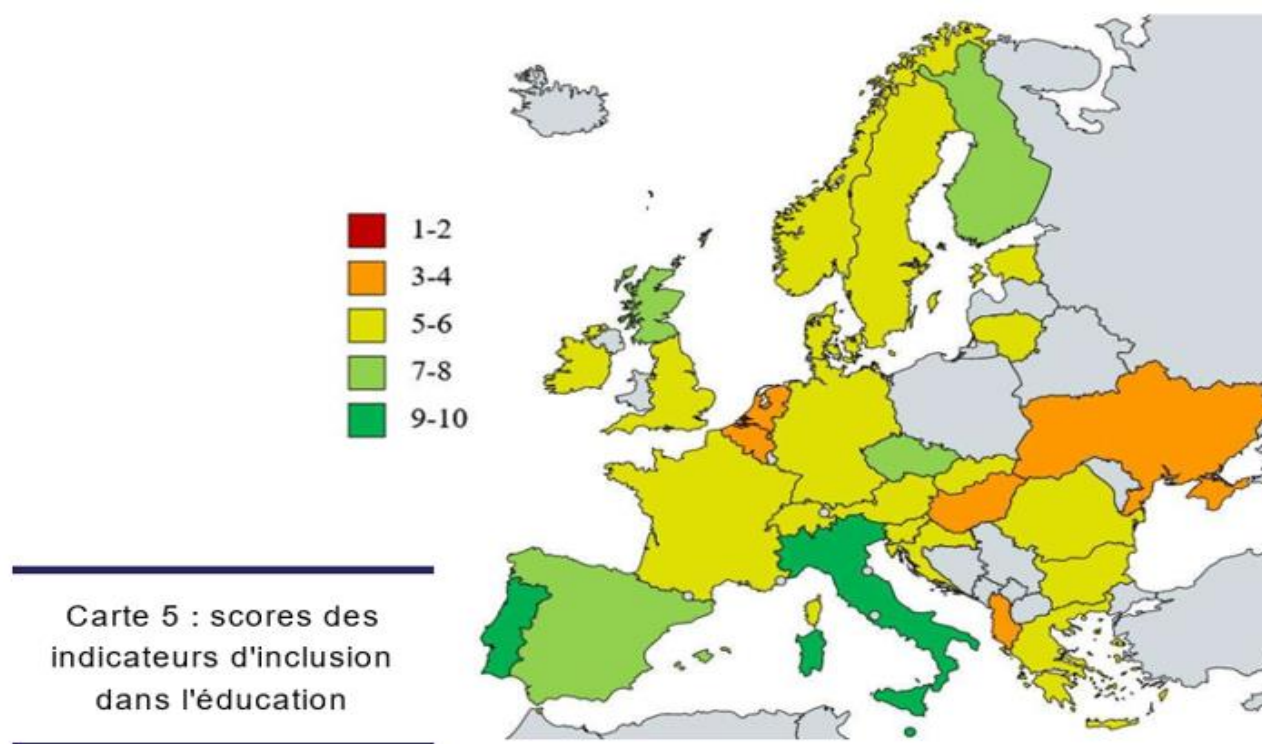 1-2
3-4
5-6
7-8
9-10
Carte 5 : scores des
indicateurs d'inclusion
dans l'éducation